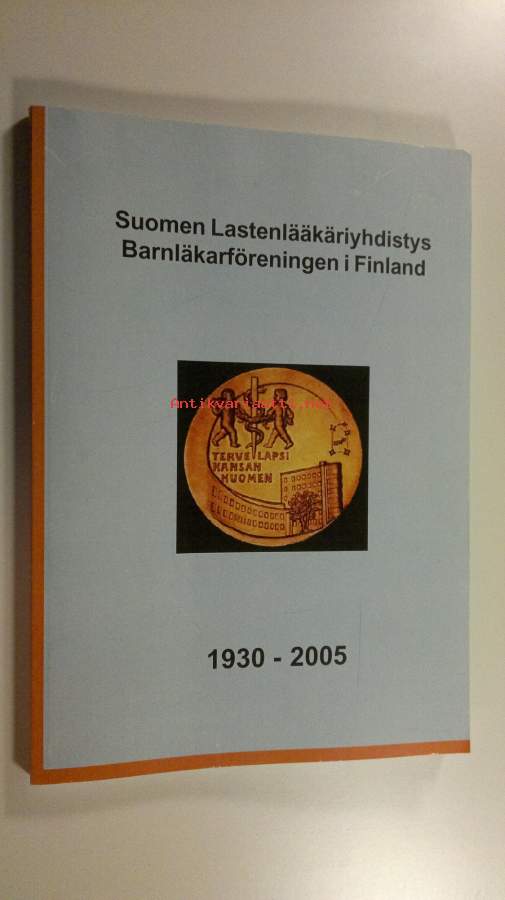 Suomen Lastenlääkäriyhdistys
Barnläkarföreningen i Finland
Antikvariaatti.net
TERVE LAPSI
KANSAN
HUOMEN
1930 - 2005